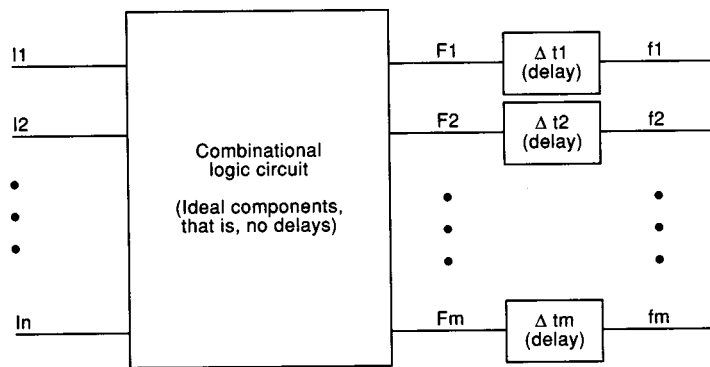 I1
F1
Δ t1
(delay)
f1
I2
F2
Δ t2
(delay)
f2
Combinational
logic circuit
(Ideal components,
that is, no delays)
In
Fm
Δ tm
(delay)
fm